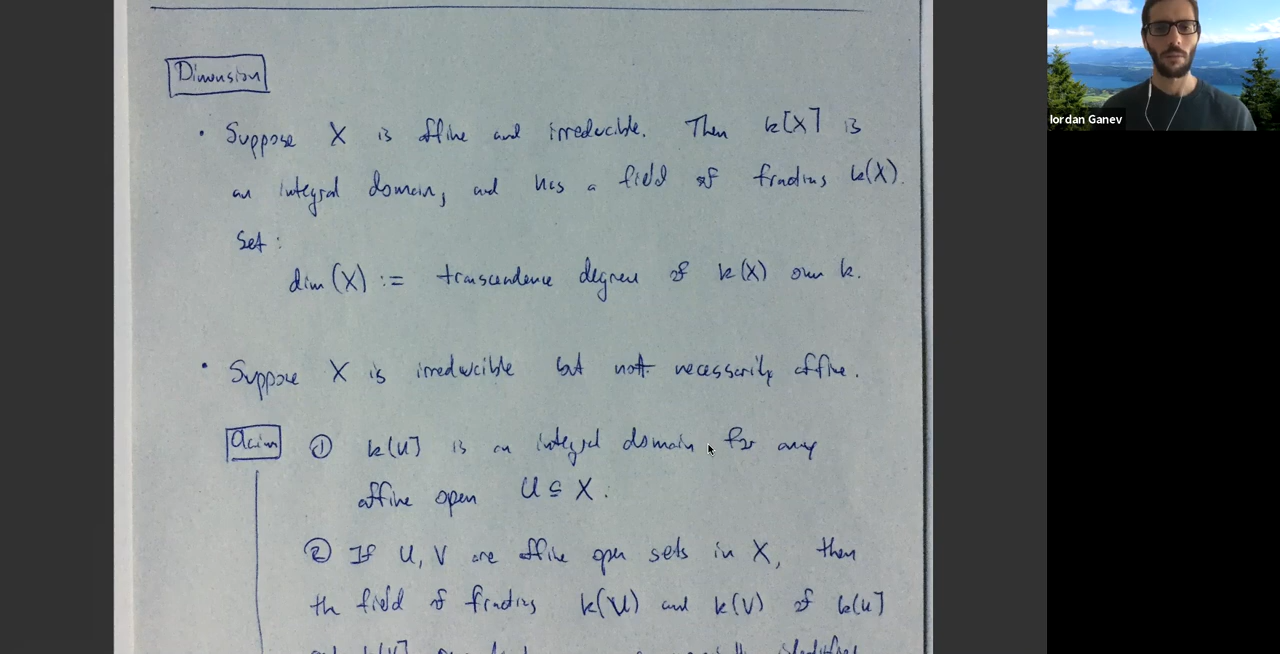 Dimension
• Suppose X is affine and irreducible. Then k[X] is
an integral domain, and has a field of fractions k(X).
Set:
dim(X) := transcendence degree of k(X) over k.
• Suppose X is irreducible but not necessarily affine.
Claim ① k[U] is an integral domain for any
affine open U ⊆ X.
② If U, V are affine open sets in X, then
the field of fractions k(U) and k(V) of k[U]
Iordan Ganev